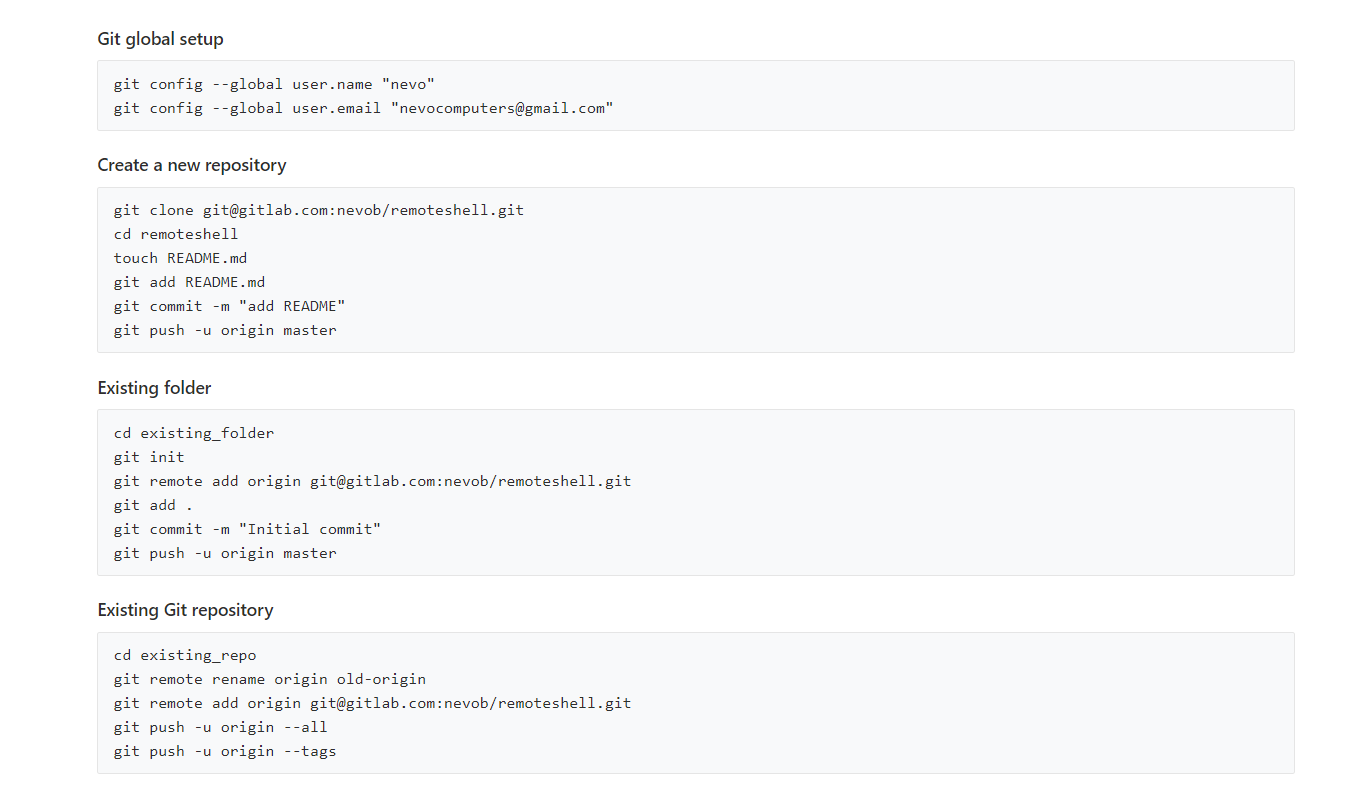 Git global setup
git config --global user.name "nevo"
git config --global user.email "nevocomputers@gmail.com"
Create a new repository
git clone git@gitlab.com:nevob/remoteshell.git
cd remoteshell
touch README.md
git add README.md
git commit -m "add README"
git push -u origin master
Existing folder
cd existing_folder
git init
git remote add origin git@gitlab.com:nevob/remoteshell.git
git add .
git commit -m "Initial commit"
git push -u origin master
Existing Git repository
cd existing_repo
git remote rename origin old-origin
git remote add origin git@gitlab.com:nevob/remoteshell.git
git push -u origin --all
git push -u origin --tags